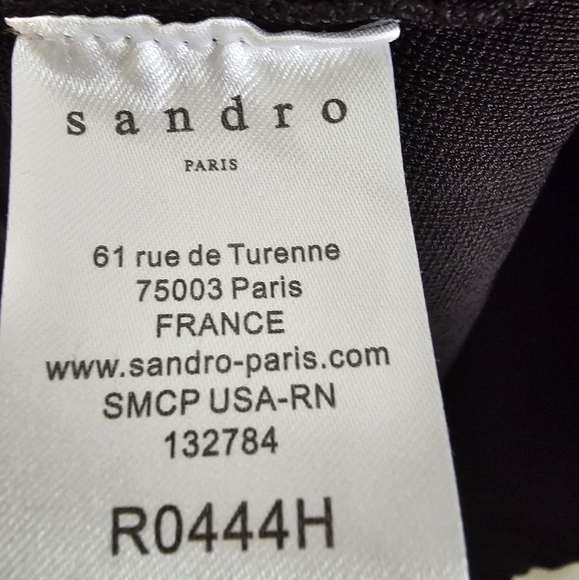 sandro
PARIS
61 rue de Turenne
75003 Paris
FRANCE
www.sandro-paris.com
SMCP USA-RN
132784
R0444H